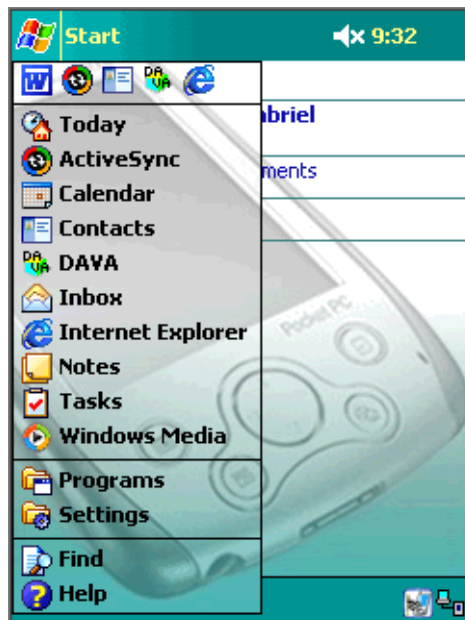 Start 9:32
DAVA
Today
abriel
ActiveSync
ments
Calendar
Contacts
DAVA
Inbox
Internet Explorer
Pocket PC
Notes
Tasks
Windows Media
Programs
Settings
Find
Help